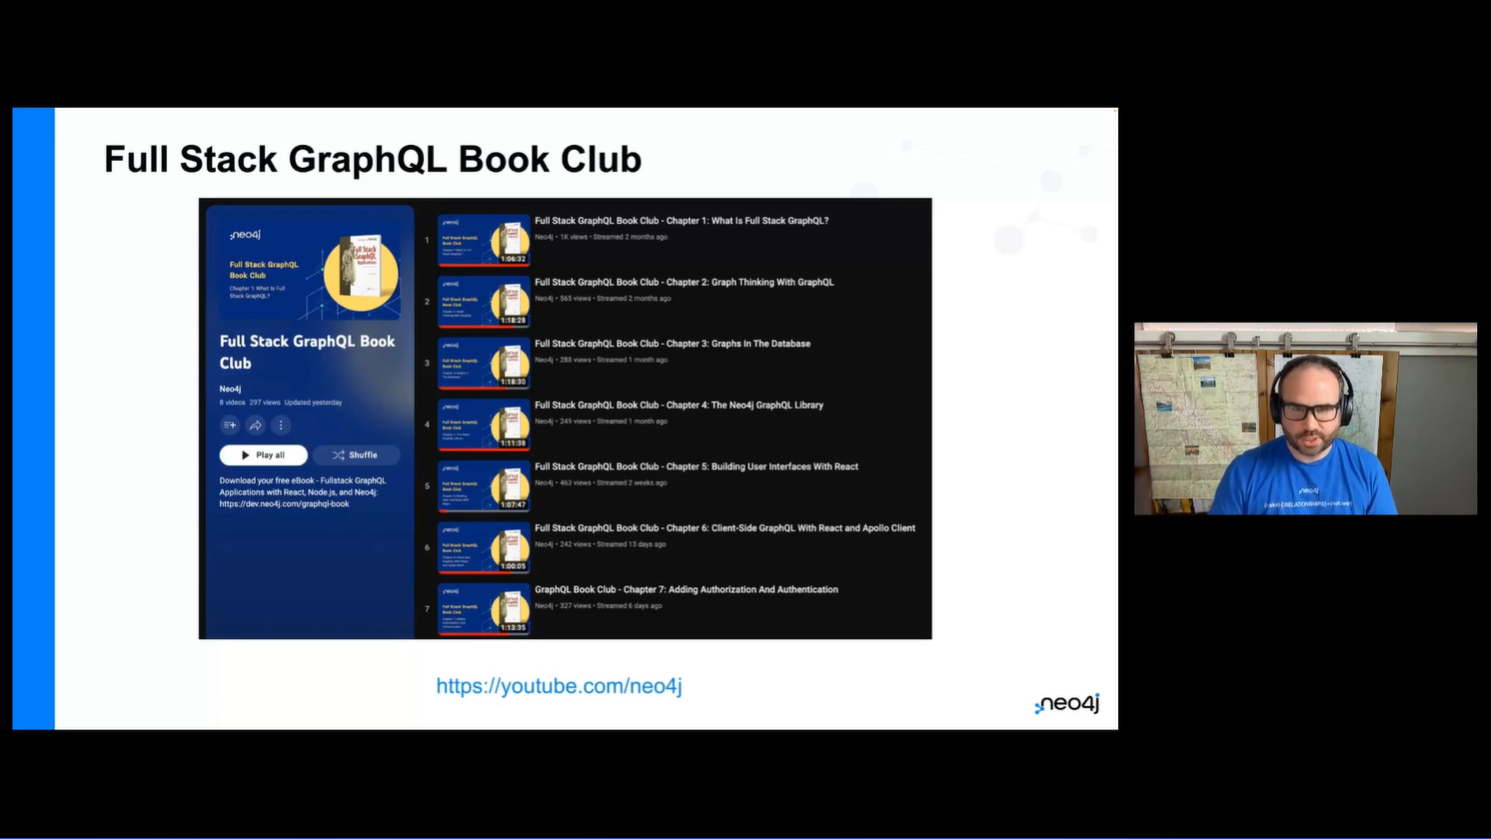 Full Stack GraphQL Book Club
neo4j
Full Stack GraphQL
Book Club
Chapter 1: What Is Full
Stack GraphQL?
Full Stack
GraphQL
Full Stack GraphQL Book
Club
Neo4j
8 videos 297 views Updated yesterday
Play all
Shuffle
Download your free eBook - Fullstack GraphQL
Applications with React, Node.js, and Neo4j:
https://dev.neo4j.com/graphql-book
1
1:06:32
Full Stack GraphQL Book Club - Chapter 1: What Is Full Stack GraphQL?
Neo4j • 1K views • Streamed 2 months ago
2
1:18:28
Full Stack GraphQL Book Club - Chapter 2: Graph Thinking With GraphQL
Neo4j • 565 views • Streamed 2 months ago
3
1:18:30
Full Stack GraphQL Book Club - Chapter 3: Graphs In The Database
Neo4j • 288 views • Streamed 1 month ago
4
1:11:38
Full Stack GraphQL Book Club - Chapter 4: The Neo4j GraphQL Library
Neo4j • 249 views • Streamed 1 month ago
5
1:07:47
Full Stack GraphQL Book Club - Chapter 5: Building User Interfaces With React
Neo4j • 463 views • Streamed 2 weeks ago
6
1:00:05
Full Stack GraphQL Book Club - Chapter 6: Client-Side GraphQL With React and Apollo Client
Neo4j • 242 views • Streamed 13 days ago
7
1:13:35
GraphQL Book Club - Chapter 7: Adding Authorization And Authentication
Neo4j • 327 views • Streamed 6 days ago
https://youtube.com/neo4j
neo4j
neo4j